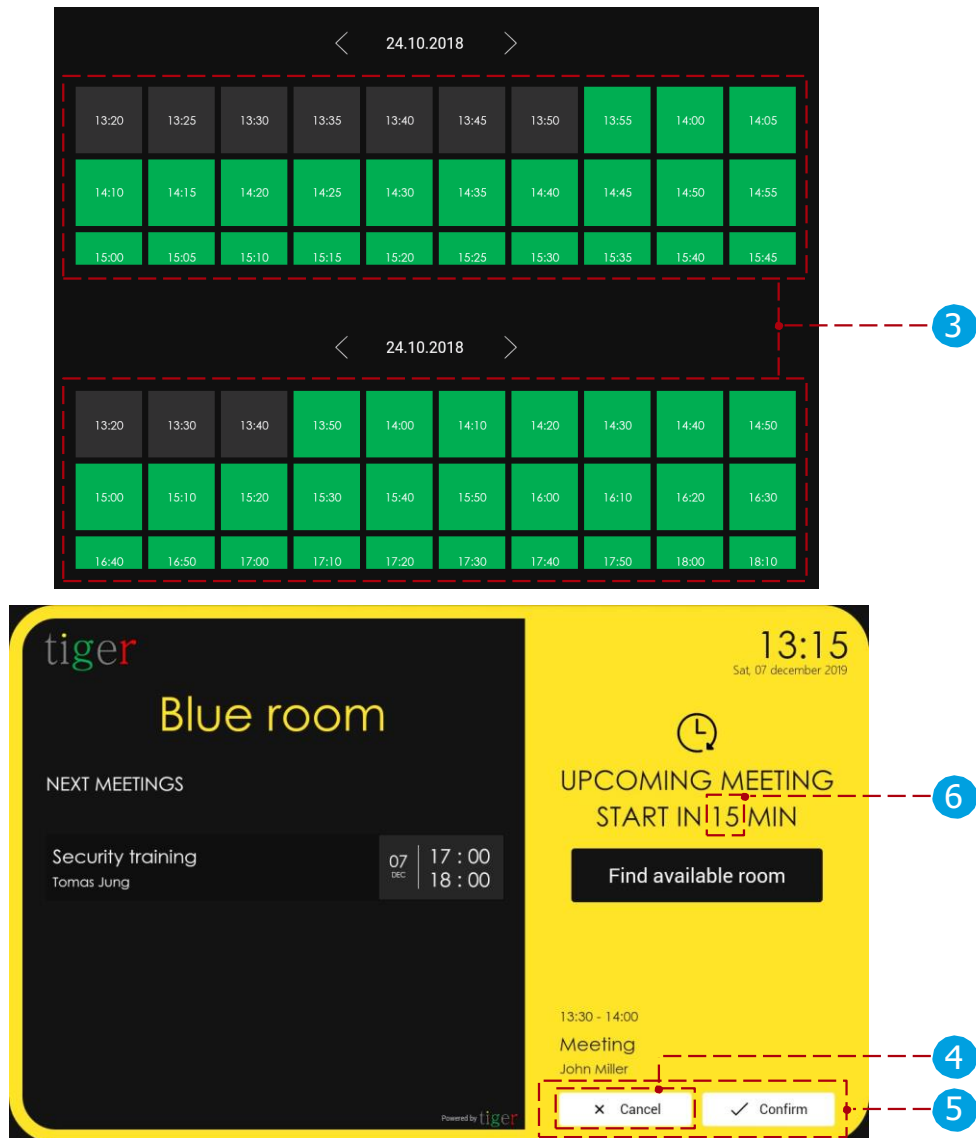 24.10.2018
13:20 13:25 13:30 13:35 13:40 13:45 13:50 13:55 14:00 14:05
14:10 14:15 14:20 14:25 14:30 14:35 14:40 14:45 14:50 14:55
15:00 15:05 15:10 15:15 15:20 15:25 15:30 15:35 15:40 15:45
3
24.10.2018
13:20 13:30 13:40 13:50 14:00 14:10 14:20 14:30 14:40 14:50
15:00 15:10 15:20 15:30 15:40 15:50 16:00 16:10 16:20 16:30
16:40 16:50 17:00 17:10 17:20 17:30 17:40 17:50 18:00 18:10
tiger
Blue room
NEXT MEETINGS
Security training
Tomas Jung
07
DEC
17 : 00
18 : 00
Powered by tiger
13:15
Sat, 07 december 2019
UPCOMING MEETING
START IN 15 MIN
6
Find available room
13:30 - 14:00
Meeting
John Miller
4
Cancel Confirm
5